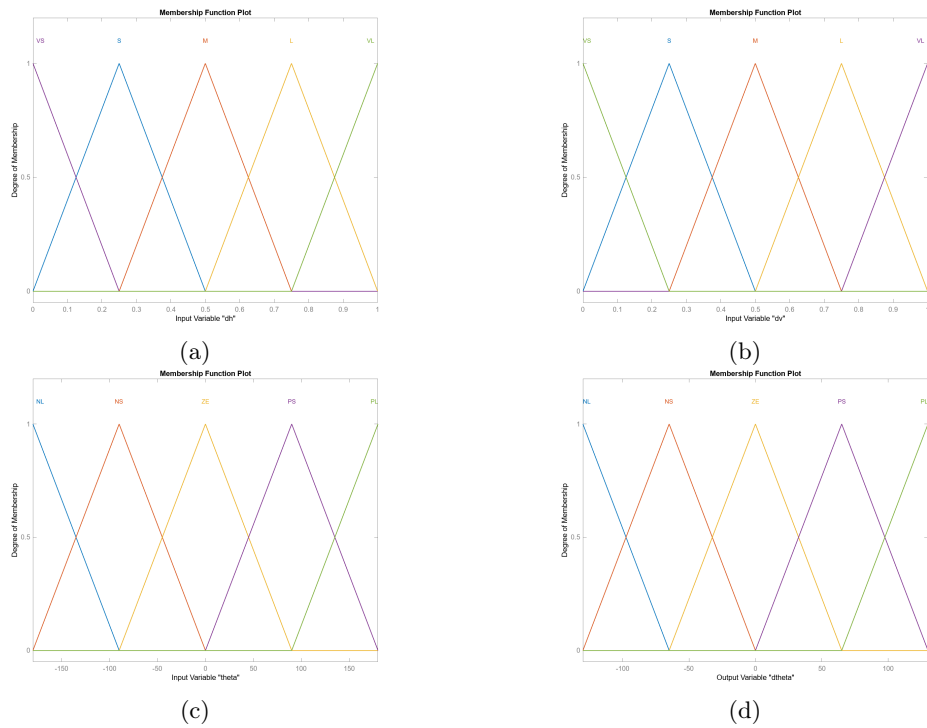 Membership Function Plot
VS S M L VL
1
0.5
0
Degree of Membership
0 0.1 0.2 0.3 0.4 0.5 0.6 0.7 0.8 0.9 1
Input Variable "dh"
(a)
Membership Function Plot
VS S M L VL
1
0.5
0
Degree of Membership
0 0.1 0.2 0.3 0.4 0.5 0.6 0.7 0.8 0.9
Input Variable "dv"
(b)
Membership Function Plot
NL NS ZE PS PL
1
0.5
0
Degree of Membership
-150 -100 -50 0 50 100 150
Input Variable "theta"
(c)
Membership Function Plot
NL NS ZE PS PL
1
0.5
0
Degree of Membership
-100 -50 0 50 100
Output Variable "dtheta"
(d)